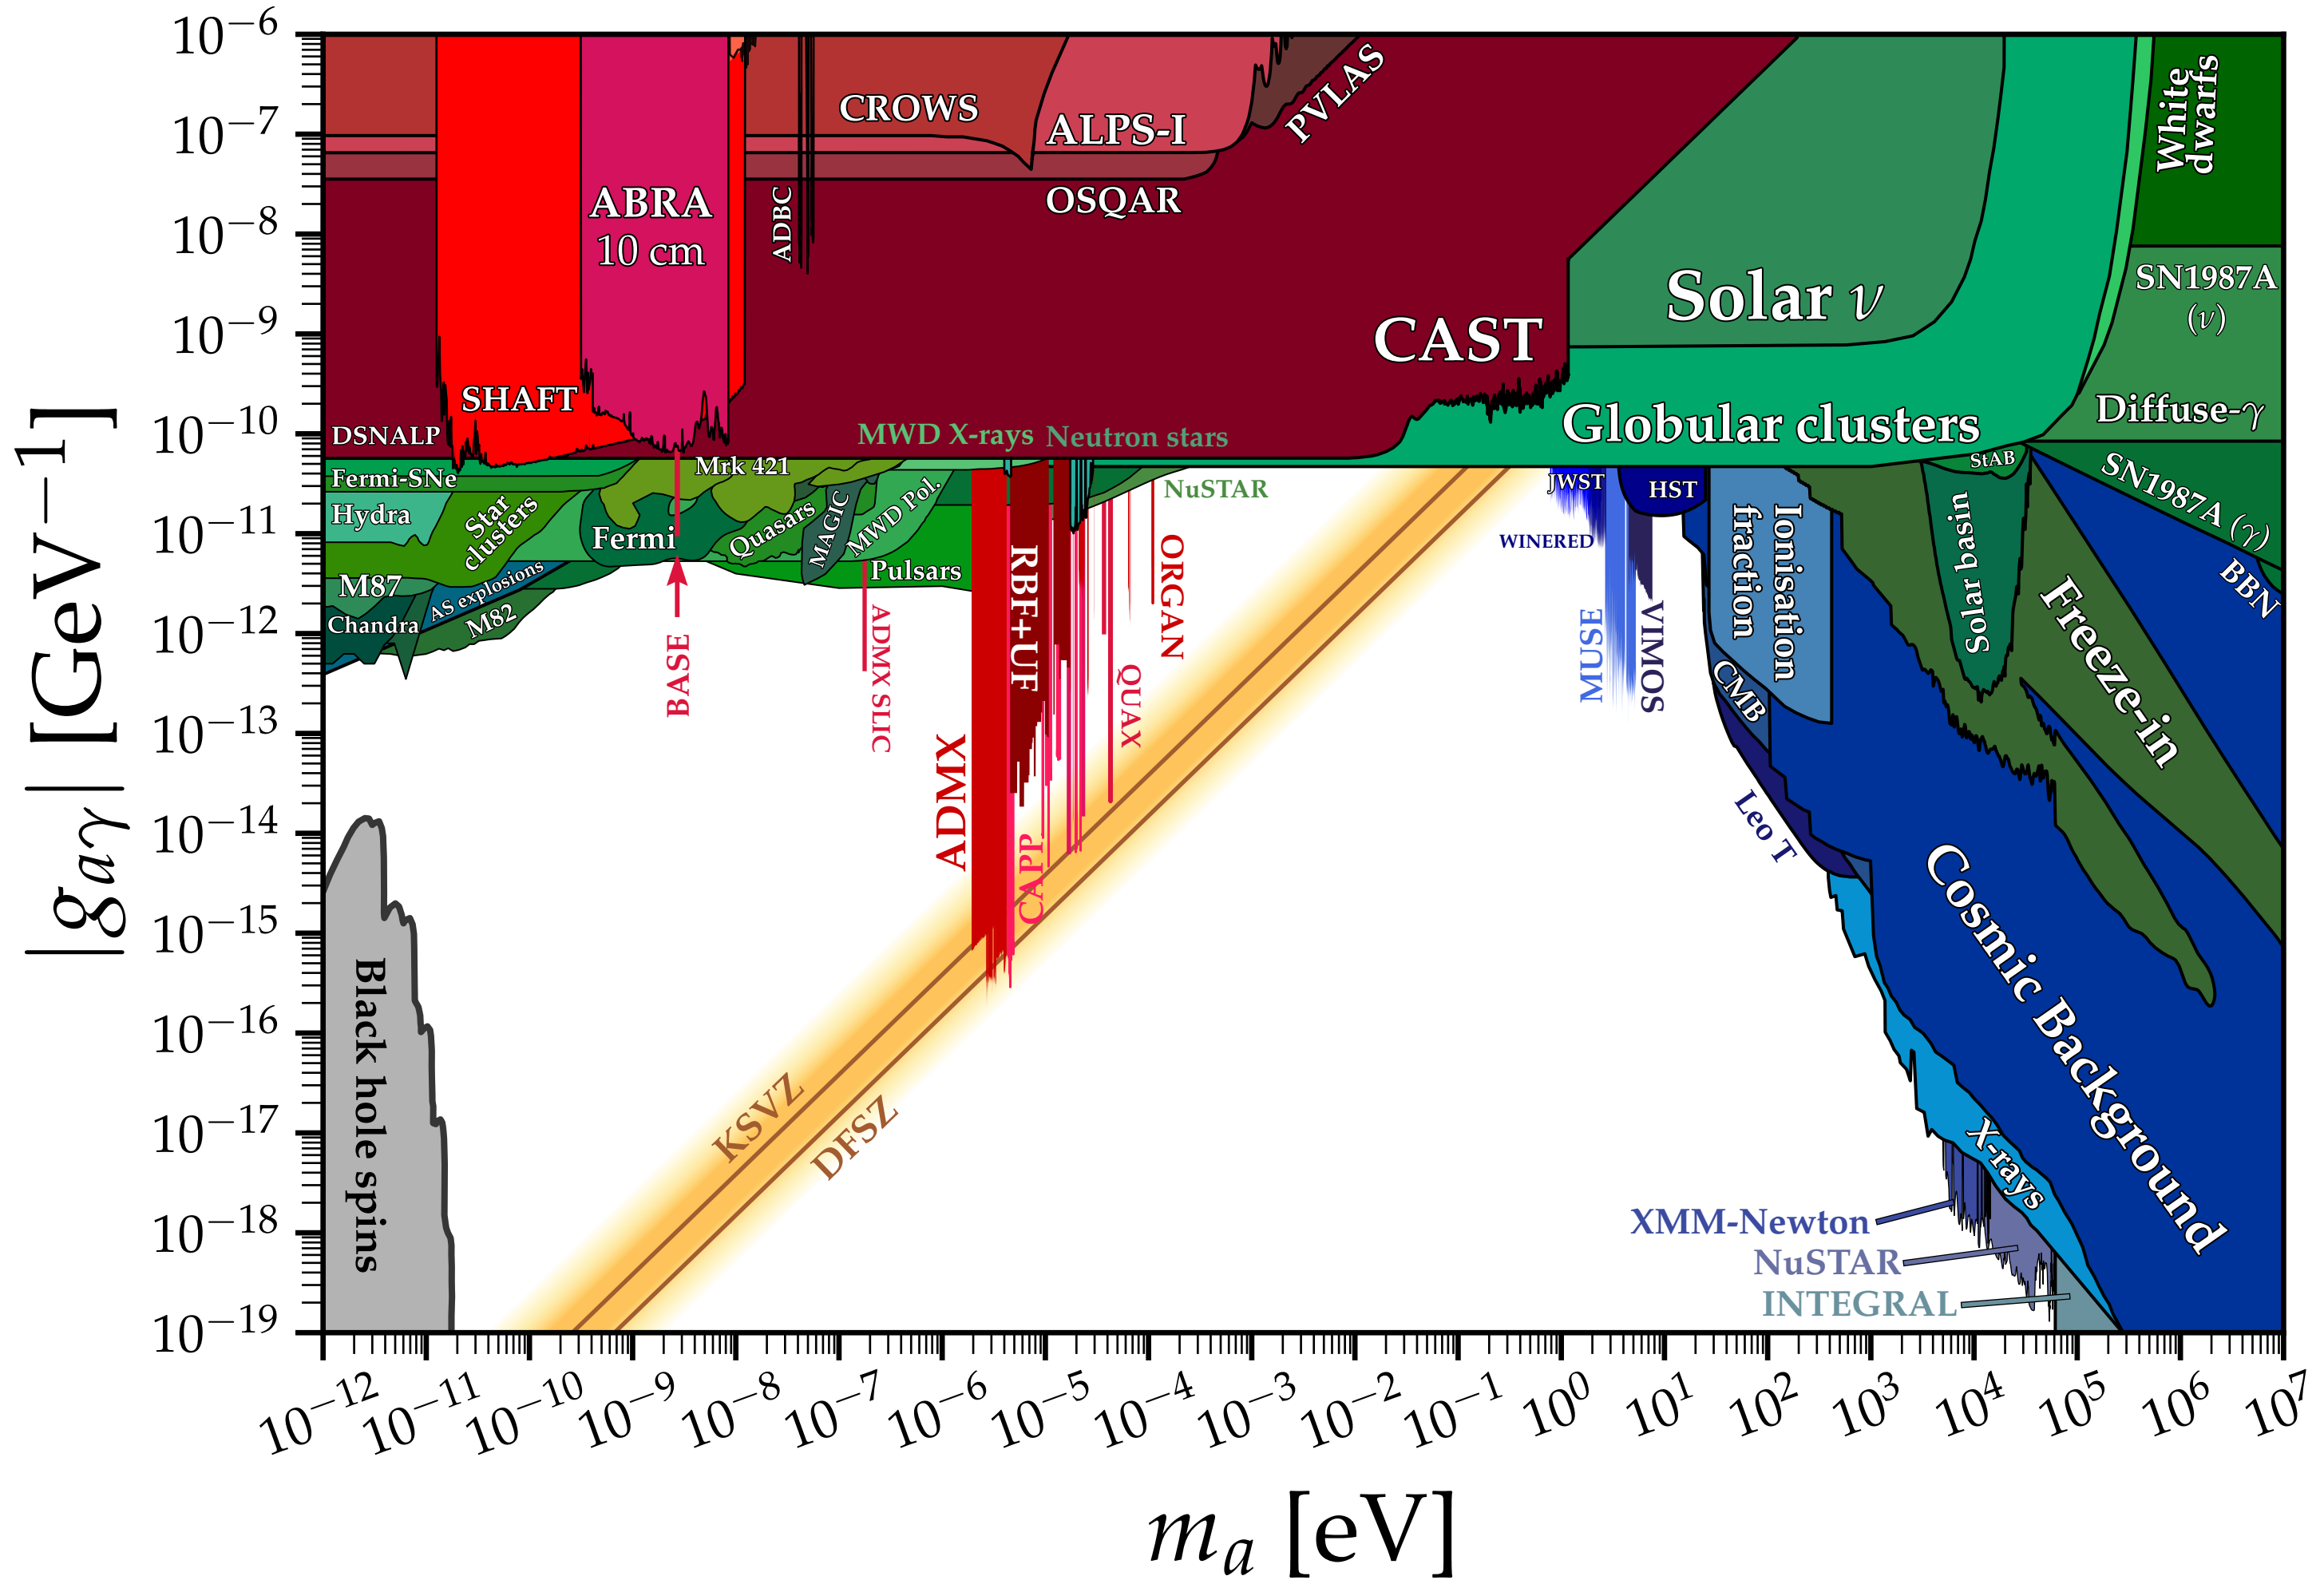 10⁻⁶
10⁻⁷
10⁻⁸
10⁻⁹
10⁻¹⁰
10⁻¹¹
10⁻¹²
10⁻¹³
10⁻¹⁴
10⁻¹⁵
10⁻¹⁶
10⁻¹⁷
10⁻¹⁸
10⁻¹⁹
|g_{aγ}| [GeV⁻¹]
CROWS
ALPS-I
PVLAS
White
dwarfs
ABRA
10 cm
ADBC
OSQAR
SN1987A
(ν)
Solar ν
CAST
SHAFT
Diffuse-γ
Globular clusters
DSNALP
MWD X-rays
Neutron stars
Mrk 421
StAB
Fermi-SNe
NuSTAR
JWST
HST
SN1987A (γ)
Hydra
Star
clusters
Fermi
Quasars
MAGIC
MWD Pol.
WINERED
Ionisation
fraction
Solar basin
BBN
M87
AS explosions
Pulsars
RBF+UF
ORGAN
Chandra
M82
BASE
ADMX SLIC
QUAX
MUSE
VIMOS
CMB
Freeze-in
ADMX
CAPP
Leo T
Cosmic Background
Black hole spins
KSVZ
DFSZ
X-rays
XMM-Newton
NuSTAR
INTEGRAL
10⁻¹²
10⁻¹¹
10⁻¹⁰
10⁻⁹
10⁻⁸
10⁻⁷
10⁻⁶
10⁻⁵
10⁻⁴
10⁻³
10⁻²
10⁻¹
10⁰
10¹
10²
10³
10⁴
10⁵
10⁶
10⁷
m_a [eV]